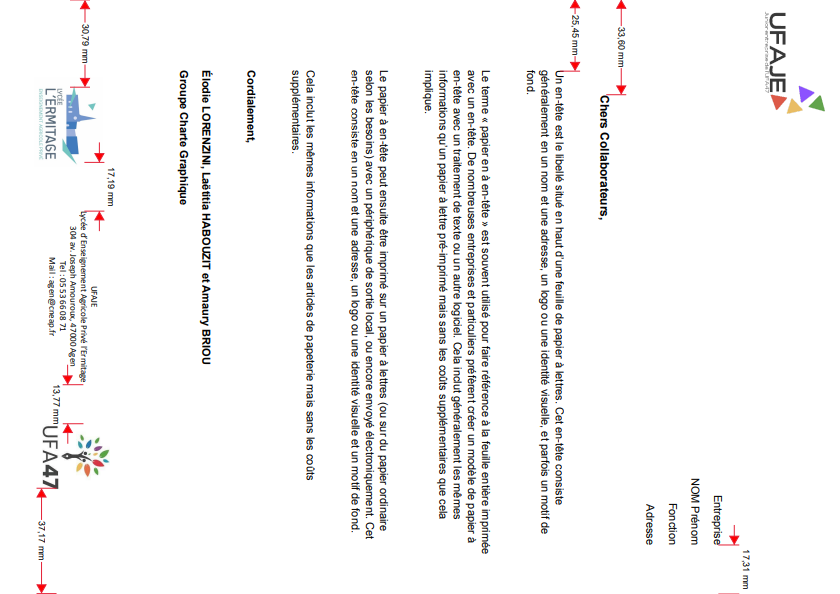 UFAJE
Junior entreprise de l'UFA47
17,31 mm
Entreprise
NOM Prénom
Fonction
Adresse
33,60 mm
25,45 mm
Chers Collaborateurs,
Un en-tête est le libellé situé en haut d'une feuille de papier à lettres. Cet en-tête consiste
généralement en un nom et une adresse, un logo ou une identité visuelle, et parfois un motif de
fond.
Le terme « papier en à en-tête » est souvent utilisé pour faire référence à la feuille entière imprimée
avec un en-tête. De nombreuses entreprises et particuliers préfèrent créer un modèle de papier à
en-tête avec un traitement de texte ou un autre logiciel. Cela inclut généralement les mêmes
informations qu'un papier à lettre pré-imprimé mais sans les coûts supplémentaires que cela
implique.
Le papier à en-tête peut ensuite être imprimé sur un papier à lettres (ou sur du papier ordinaire
selon les besoins) avec un périphérique de sortie local, ou encore envoyé électroniquement. Cet
en-tête consiste en un nom et une adresse, un logo ou une identité visuelle et un motif de fond.
Cela inclut les mêmes informations que les articles de papeterie mais sans les coûts
supplémentaires.
Cordialement,
Élodie LORENZINI, Laëtitia HABOUZIT et Amaury BRIOU
Groupe Charte Graphique
30,79 mm
LYCÉE
L'ERMITAGE
ENSEIGNEMENT AGRICOLE PRIVÉ
17,19 mm
UFAJE
Lycée d'Enseignement Agricole Privé l'Ermitage
304 av. Joseph Amouroux, 47000 Agen
Tel : 05 53 66 08 71
Mail : agen@cneap.fr
13,77 mm
UFA47
37,17 mm